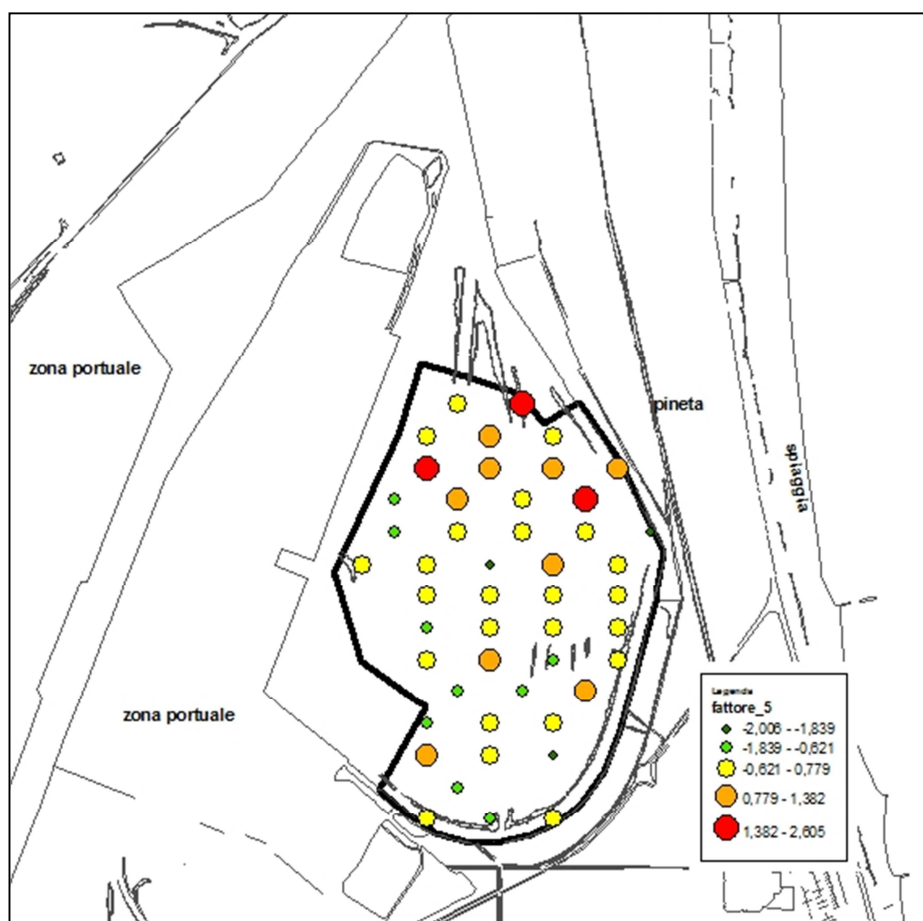 zona portuale
pineta
spiaggia
zona portuale
Legenda
fattore_5
-2,006 - -1,839
-1,839 - -0,621
-0,621 - 0,779
0,779 - 1,382
1,382 - 2,605